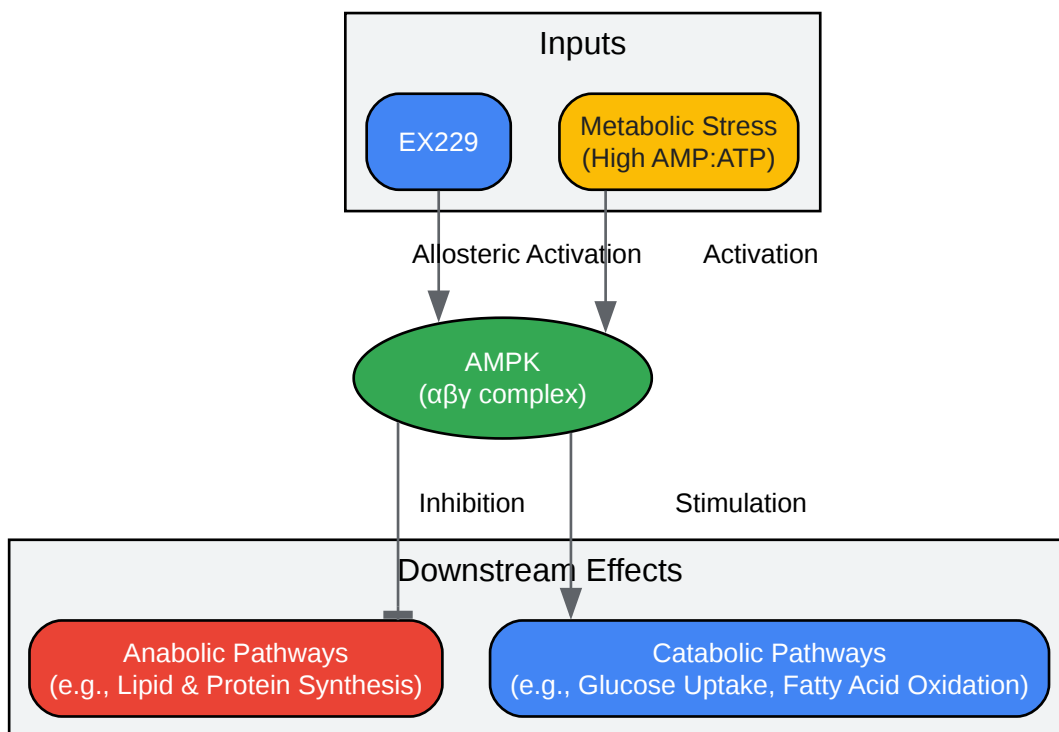 Inputs
EX229
Metabolic Stress
(High AMP:ATP)
Allosteric Activation
Activation
AMPK
(αβγ complex)
Inhibition
Stimulation
Downstream Effects
Anabolic Pathways
(e.g., Lipid & Protein Synthesis)
Catabolic Pathways
(e.g., Glucose Uptake, Fatty Acid Oxidation)